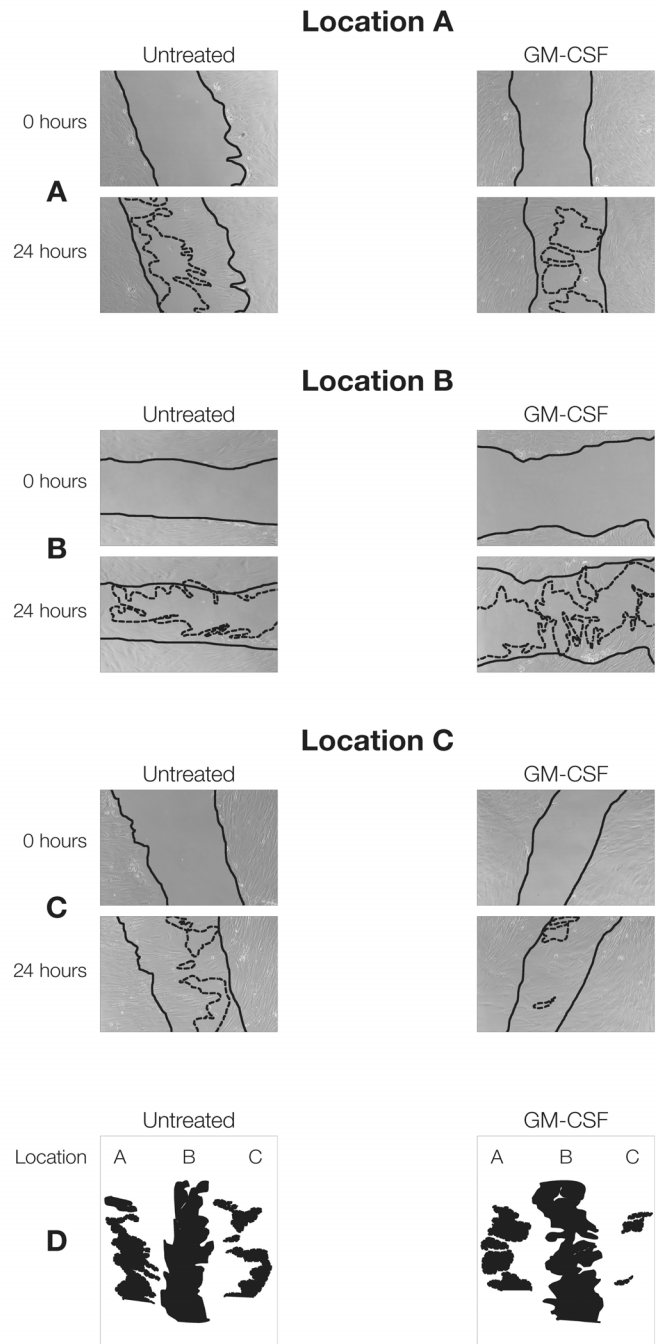 Location A
Untreated GM-CSF
0 hours
A
24 hours
Location B
Untreated GM-CSF
0 hours
B
24 hours
Location C
Untreated GM-CSF
0 hours
C
24 hours
Untreated GM-CSF
Location A B C A B C
D